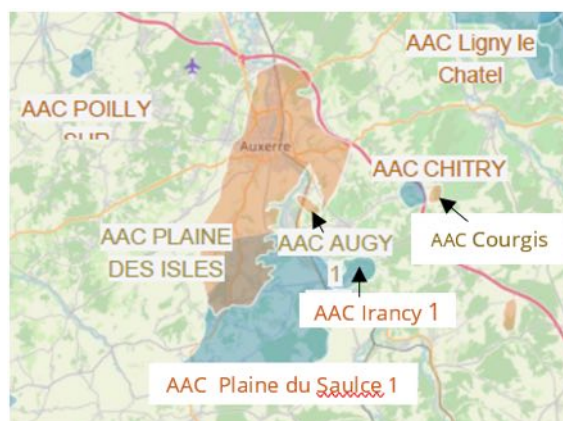 AAC Ligny le
Chatel
AAC POILLY
SUR
Auxerre
AAC CHITRY
AAC PLAINE
DES ISLES
AAC AUGY
1
AAC Courgis
AAC Irancy 1
AAC Plaine du Saulce 1